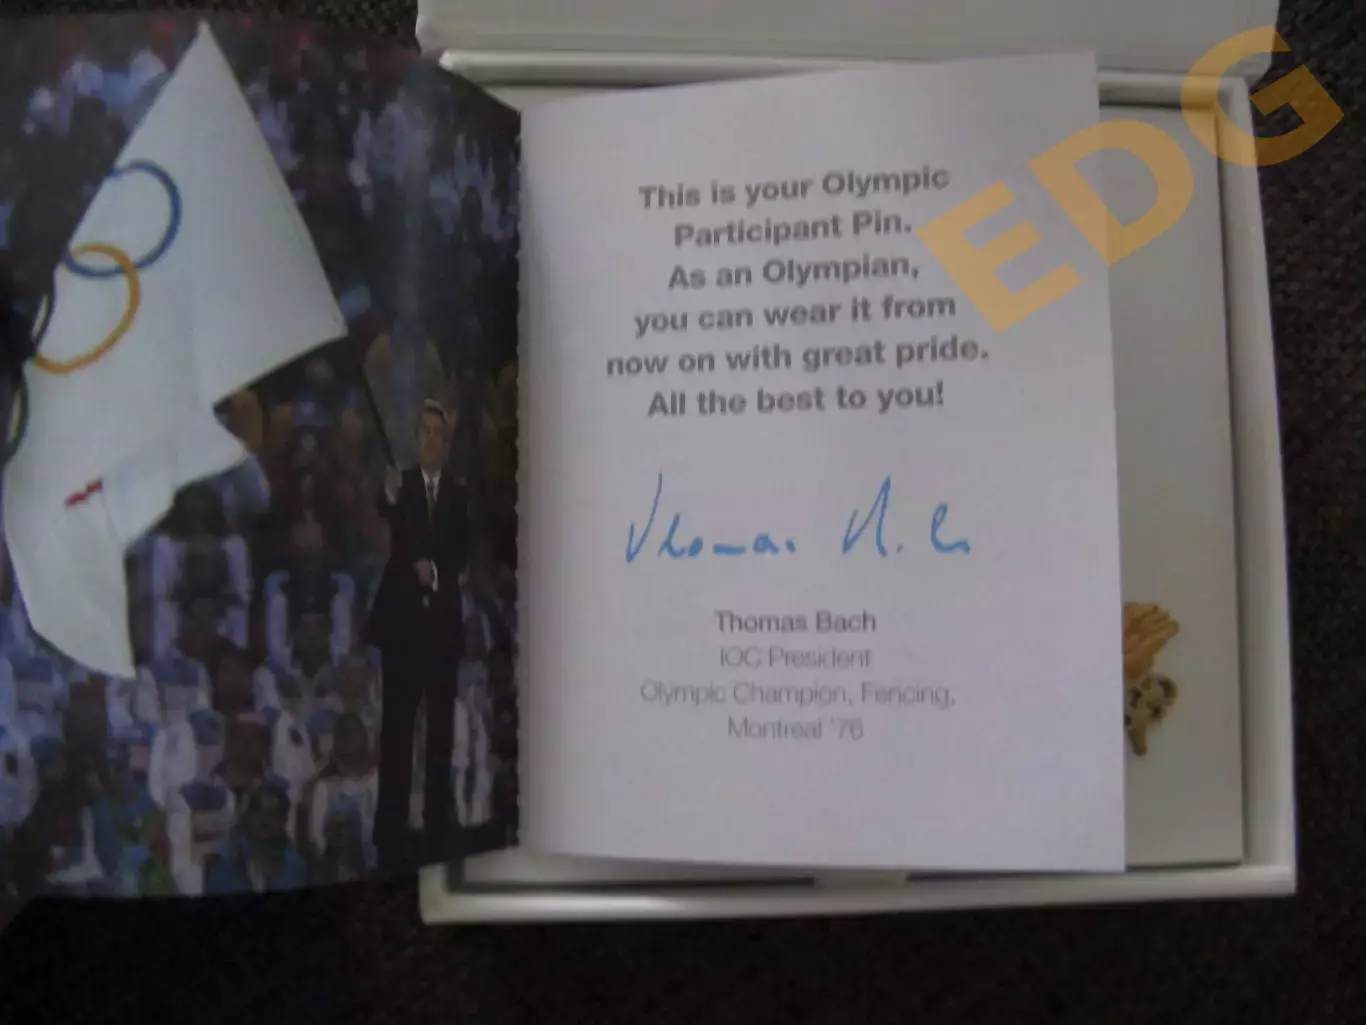 This is your Olympic
Participant Pin.
As an Olympian,
you can wear it from
now on with great pride.
All the best to you!
Thomas Bach
IOC President
Olympic Champion, Fencing,
Montreal '76
EDG